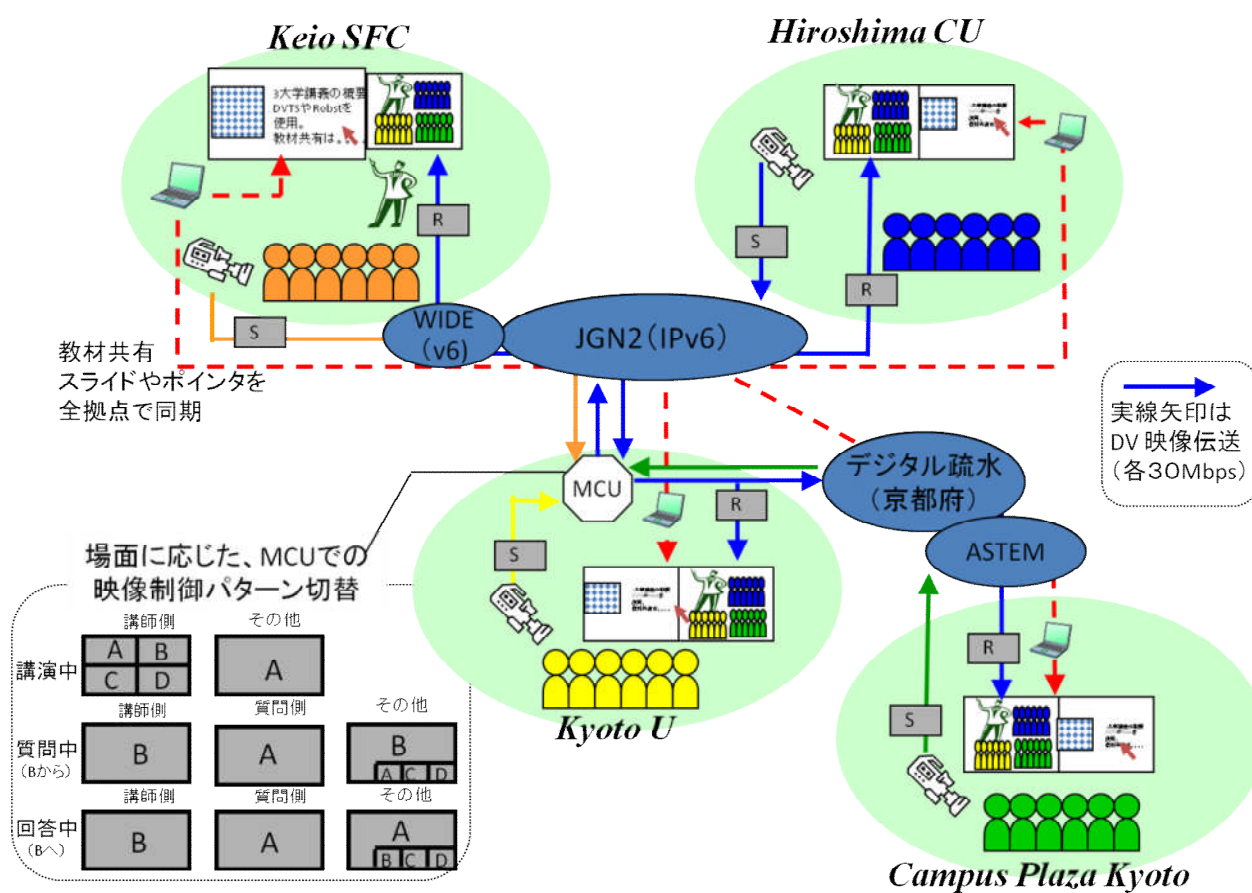 Keio SFC
Hiroshima CU
3大学講義の概要
DVTSやRobstを
使用。
教材共有は。
R
S
S
R
WIDE
(v6)
JGN2(IPv6)
教材共有
スライドやポインタを
全拠点で同期
実線矢印は
DV 映像伝送
(各30Mbps)
MCU
デジタル疏水
(京都府)
ASTEM
R
S
R
S
Kyoto U
Campus Plaza Kyoto
場面に応じた、MCUでの
映像制御パターン切替
講師側 その他
講演中 A B C D A
講師側 質問側 その他
質問中 B A B
(Bから) A C D
講師側 質問側 その他
回答中 B A A
(Bへ) B C D